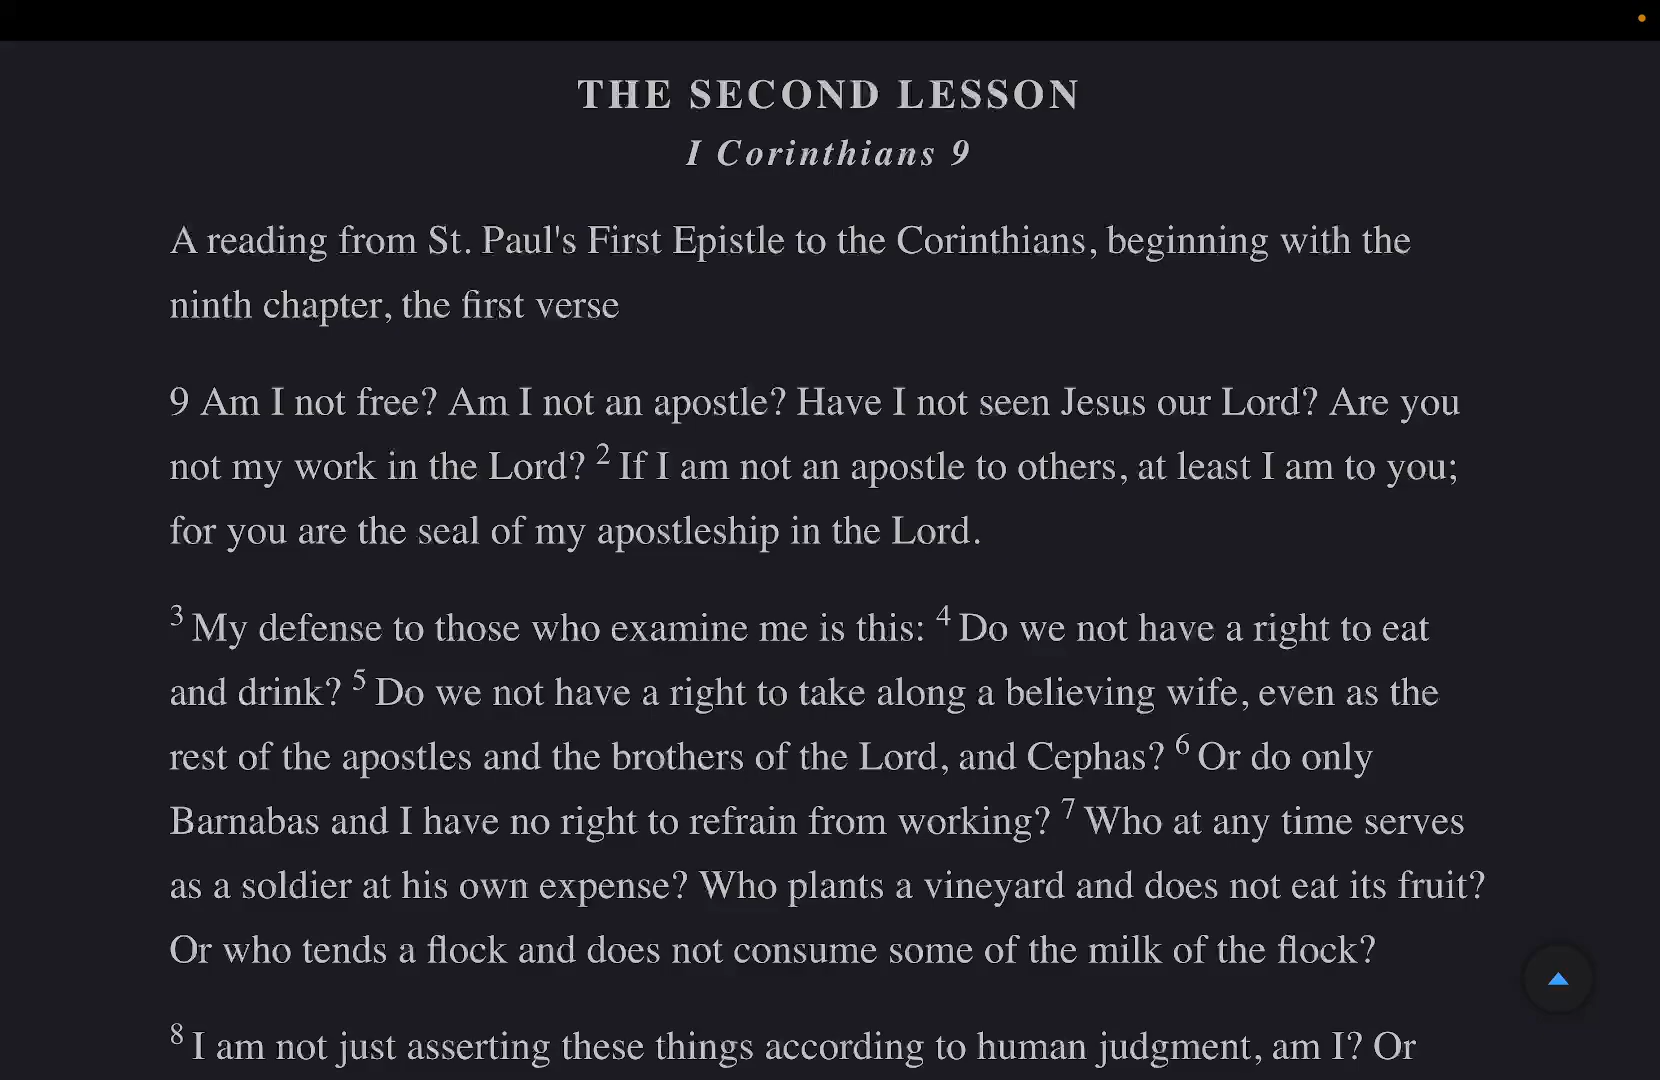 THE SECOND LESSON
I Corinthians 9
A reading from St. Paul's First Epistle to the Corinthians, beginning with the
ninth chapter, the first verse
9 Am I not free? Am I not an apostle? Have I not seen Jesus our Lord? Are you
not my work in the Lord? 2 If I am not an apostle to others, at least I am to you;
for you are the seal of my apostleship in the Lord.
3 My defense to those who examine me is this: 4 Do we not have a right to eat
and drink? 5 Do we not have a right to take along a believing wife, even as the
rest of the apostles and the brothers of the Lord, and Cephas? 6 Or do only
Barnabas and I have no right to refrain from working? 7 Who at any time serves
as a soldier at his own expense? Who plants a vineyard and does not eat its fruit?
Or who tends a flock and does not consume some of the milk of the flock?
8 I am not just asserting these things according to human judgment, am I? Or